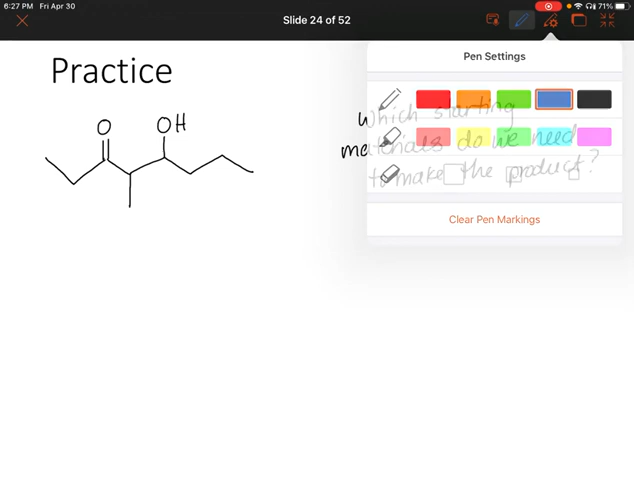 6:27 PM Fri Apr 30
71%
Slide 24 of 52
Practice
Pen Settings
O
OH
Which starting
materials do we need
to make the product?
Clear Pen Markings